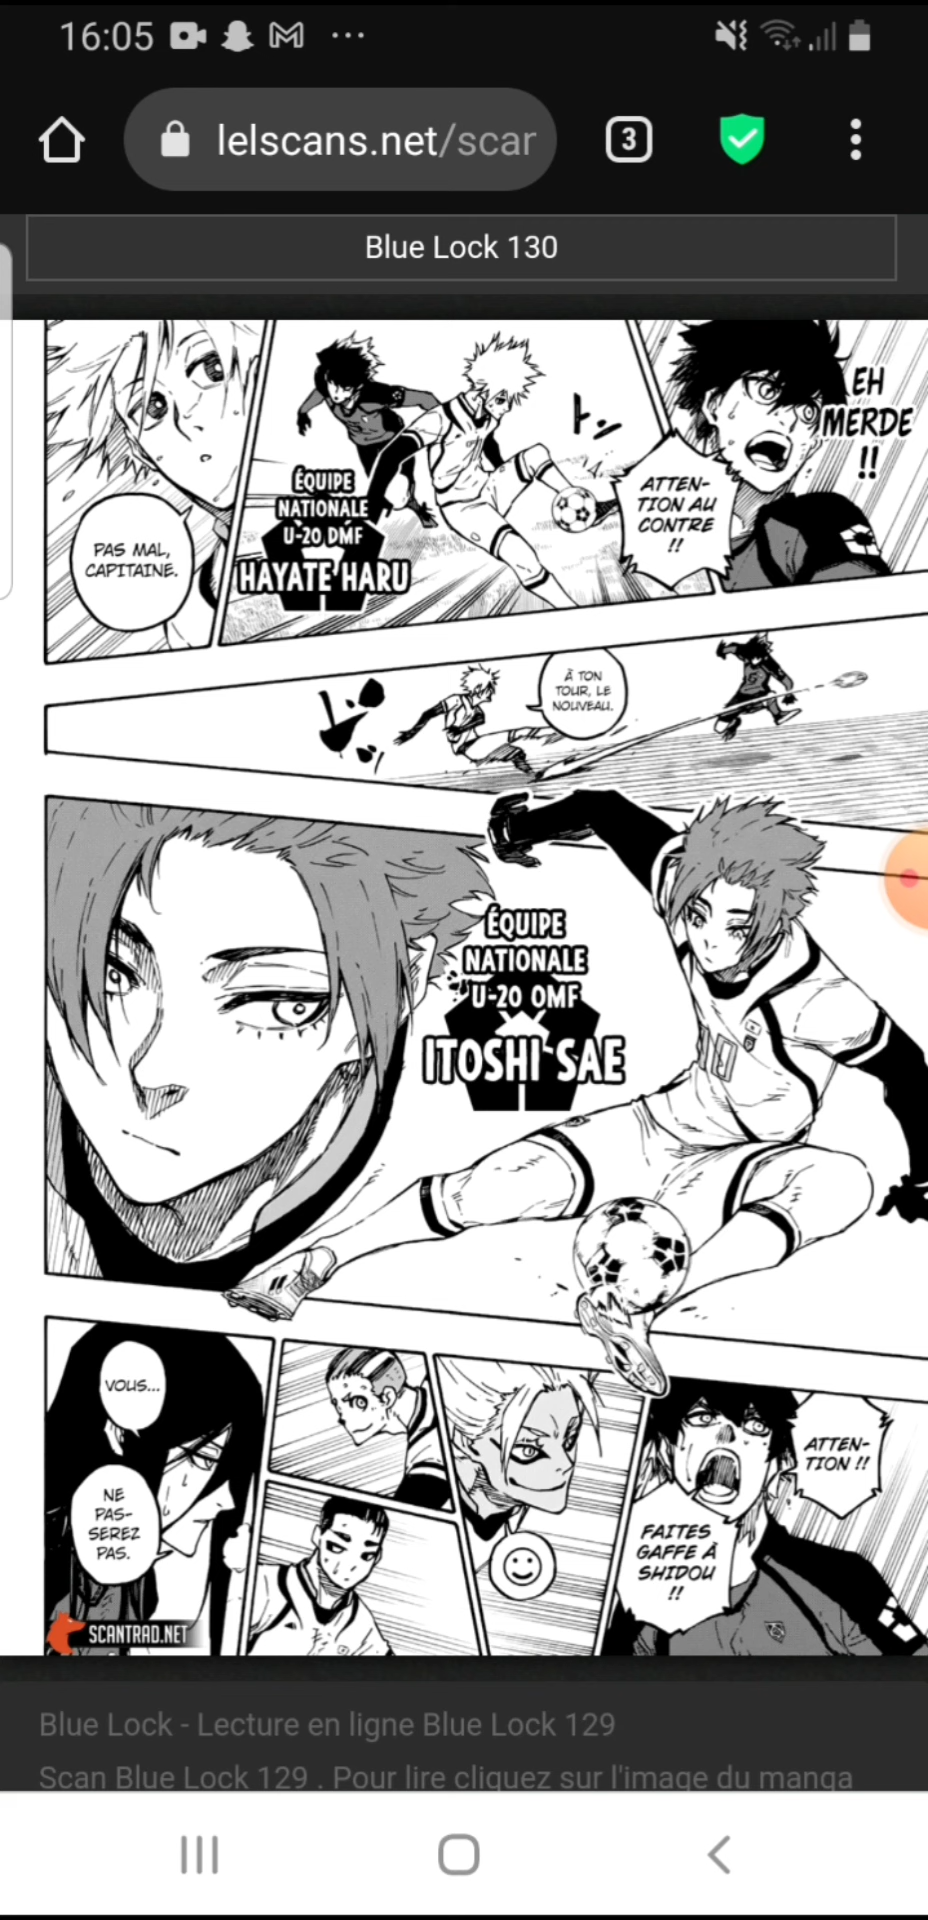 16:05
lelscans.net/scar
3
Blue Lock 130
EH
MERDE
!!
ATTEN-
TION AU
CONTRE
!!
ÉQUIPE
NATIONALE
U-20 DMF
HAYATE HARU
PAS MAL,
CAPITAINE.
À TON
TOUR, LE
NOUVEAU.
ド
ト
ÉQUIPE
NATIONALE
U-20 OMF
ITOSHI SAE
10
ATTEN-
TION !!
FAITES
GAFFE À
SHIDOU
!!
VOUS...
NE
PAS-
SEREZ
PAS.
SCANTRAD.NET
Blue Lock - Lecture en ligne Blue Lock 129
Scan Blue Lock 129 . Pour lire cliquez sur l'image du manga